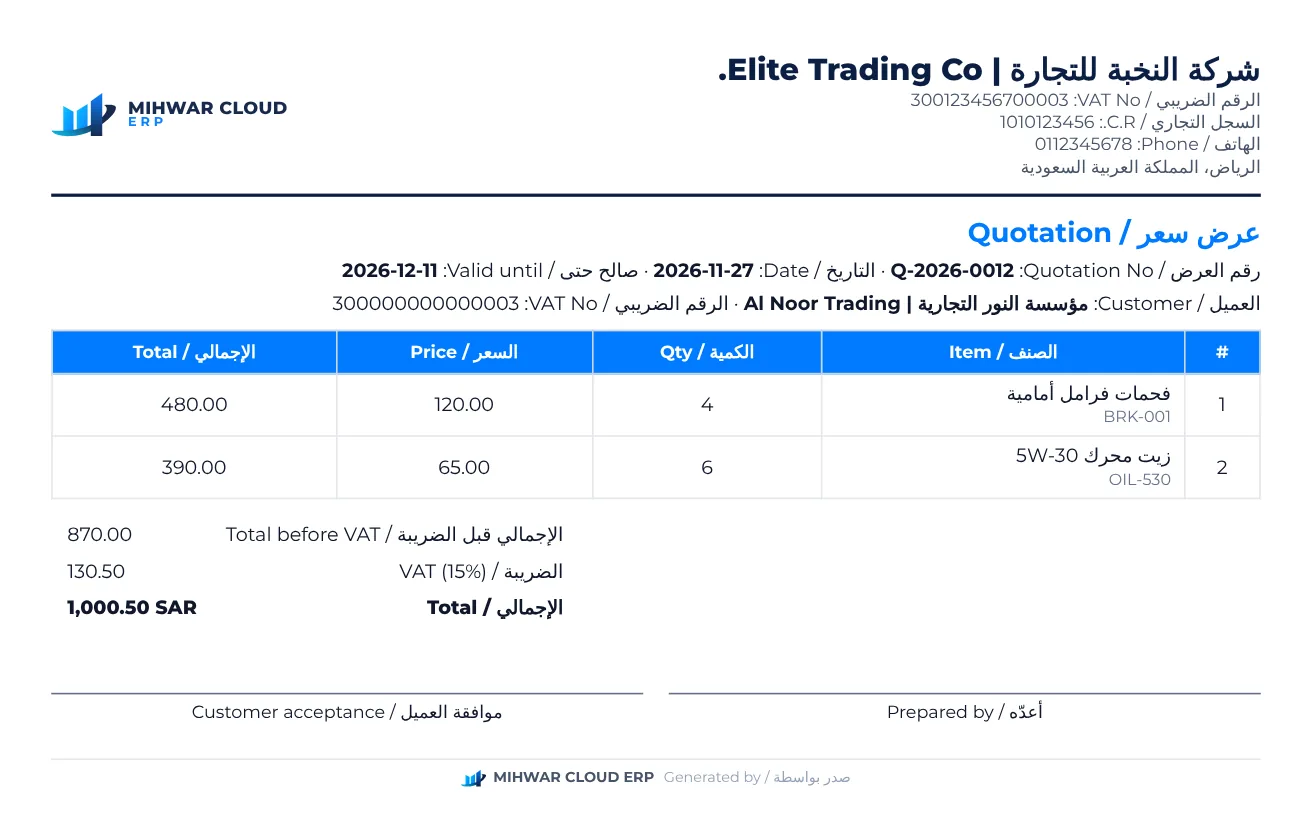 شركة النخبة للتجارة | Elite Trading Co.
الرقم الضريبي / VAT No: 300123456700003
السجل التجاري / C.R.: 1010123456
الهاتف / Phone: 0112345678
الرياض، المملكة العربية السعودية
MIHWAR CLOUD
ERP
عرض سعر / Quotation
رقم العرض / Quotation No: Q-2026-0012 · التاريخ / Date: 2026-11-27 · صالح حتى / Valid until: 2026-12-11
العميل / Customer: مؤسسة النور التجارية | Al Noor Trading · الرقم الضريبي / VAT No: 300000000000003
# الصنف / Item الكمية / Qty السعر / Price الإجمالي / Total
1 فحمات فرامل أمامية 4 120.00 480.00
BRK-001
2 زيت محرك 5W-30 6 65.00 390.00
OIL-530
الإجمالي قبل الضريبة / Total before VAT 870.00
الضريبة / VAT (15%) 130.50
الإجمالي / Total 1,000.50 SAR
أعدّه / Prepared by
موافقة العميل / Customer acceptance
صدر بواسطة / Generated by MIHWAR CLOUD ERP